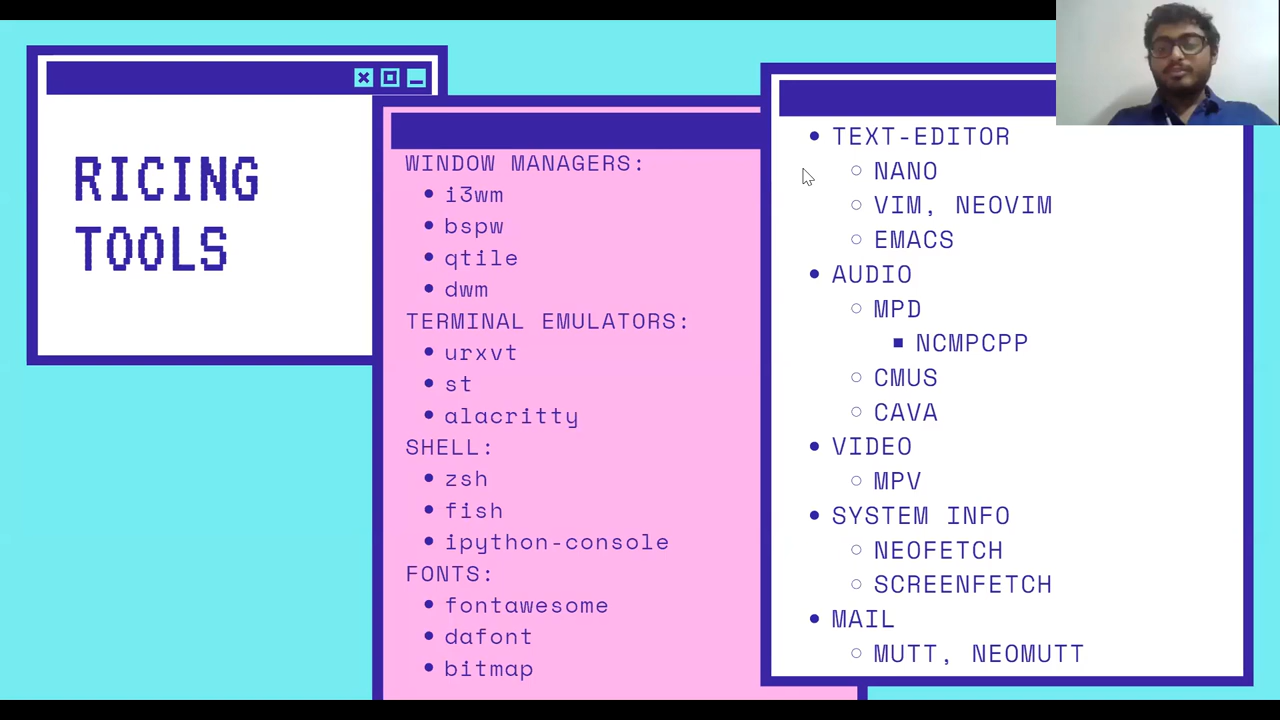 RICING
TOOLS
WINDOW MANAGERS:
i3wm
bspw
qtile
dwm
TERMINAL EMULATORS:
urxvt
st
alacritty
SHELL:
zsh
fish
ipython-console
FONTS:
fontawesome
dafont
bitmap
TEXT-EDITOR
NANO
VIM, NEOVIM
EMACS
AUDIO
MPD
NCMPCPP
CMUS
CAVA
VIDEO
MPV
SYSTEM INFO
NEOFETCH
SCREENFETCH
MAIL
MUTT, NEOMUTT